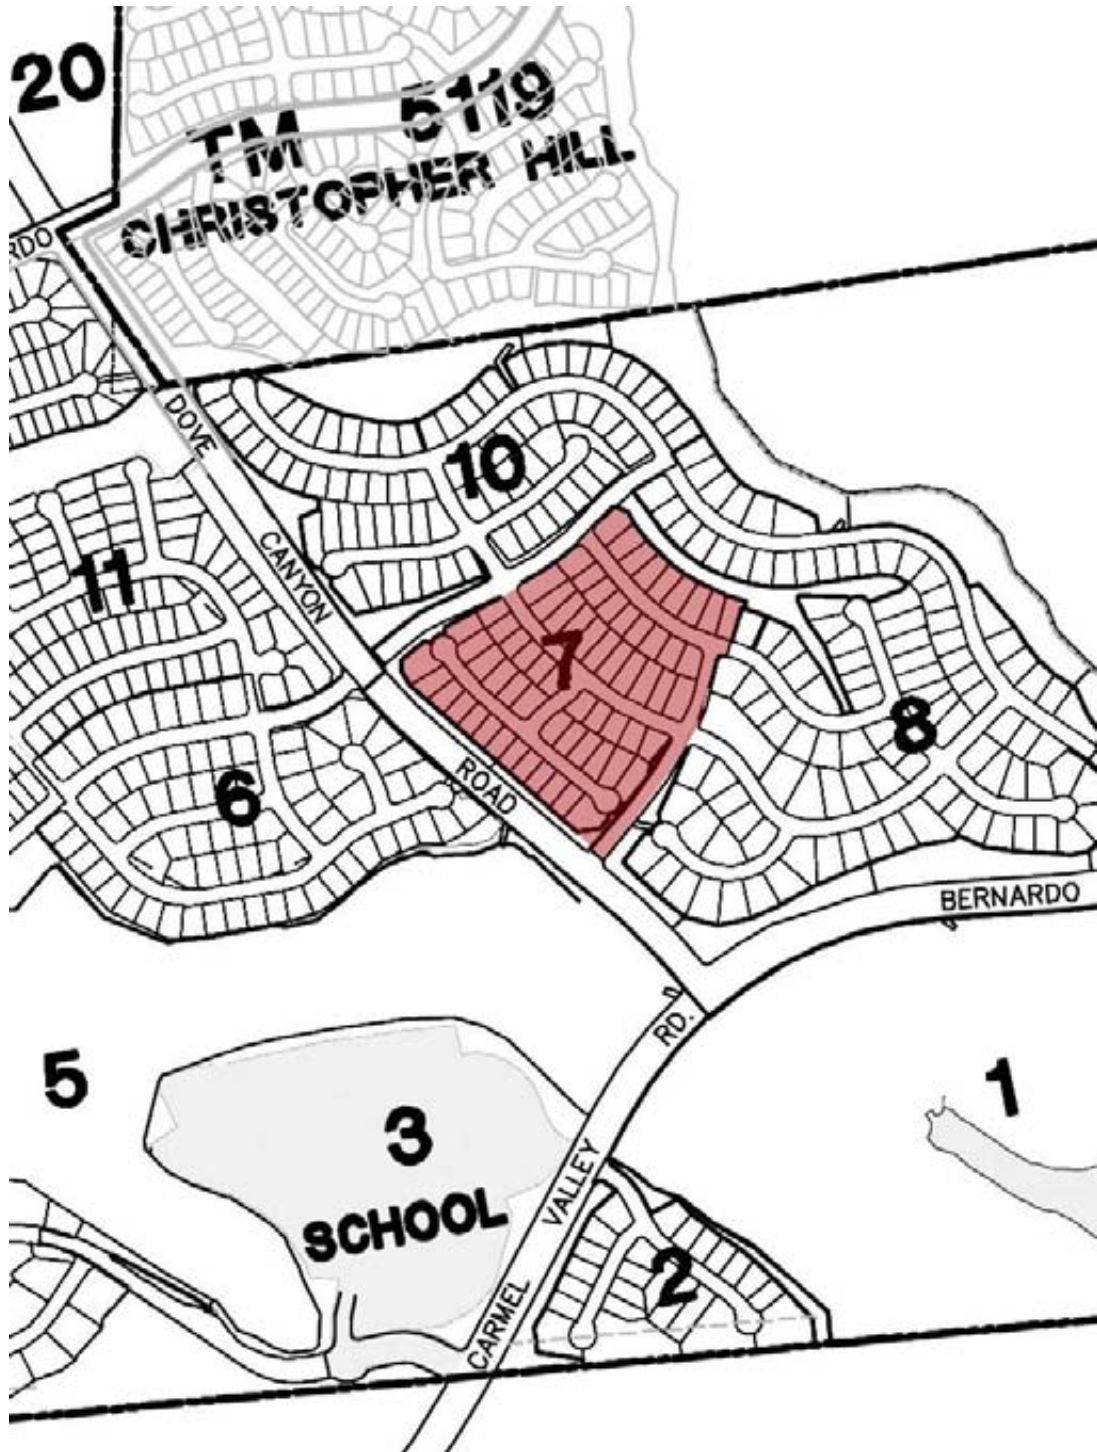 20
TM 5119
CHRISTOPHER HILL
RDO
DOVE
CANYON
ROAD
10
11
7
8
6
BERNARDO
RD.
VALLEY
CARMEL
5
3
SCHOOL
1
2